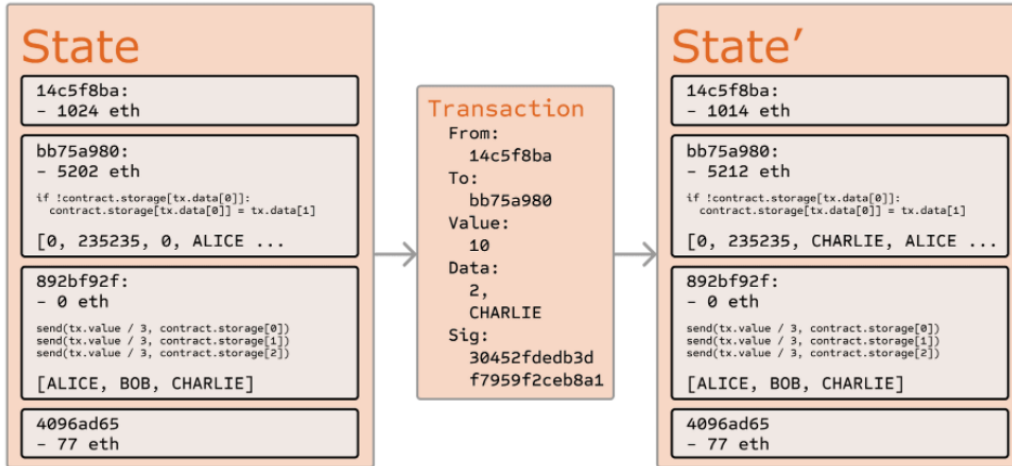 State
14c5f8ba:
- 1024 eth
bb75a980:
- 5202 eth
if !contract.storage[tx.data[0]]:
contract.storage[tx.data[0]] = tx.data[1]
[0, 235235, 0, ALICE ...
892bf92f:
- 0 eth
send(tx.value / 3, contract.storage[0])
send(tx.value / 3, contract.storage[1])
send(tx.value / 3, contract.storage[2])
[ALICE, BOB, CHARLIE]
4096ad65
- 77 eth
Transaction
From:
14c5f8ba
To:
bb75a980
Value:
10
Data:
2,
CHARLIE
Sig:
30452fdedb3d
f7959f2ceb8a1
State′
14c5f8ba:
- 1014 eth
bb75a980:
- 5212 eth
if !contract.storage[tx.data[0]]:
contract.storage[tx.data[0]] = tx.data[1]
[0, 235235, CHARLIE, ALICE ...
892bf92f:
- 0 eth
send(tx.value / 3, contract.storage[0])
send(tx.value / 3, contract.storage[1])
send(tx.value / 3, contract.storage[2])
[ALICE, BOB, CHARLIE]
4096ad65
- 77 eth